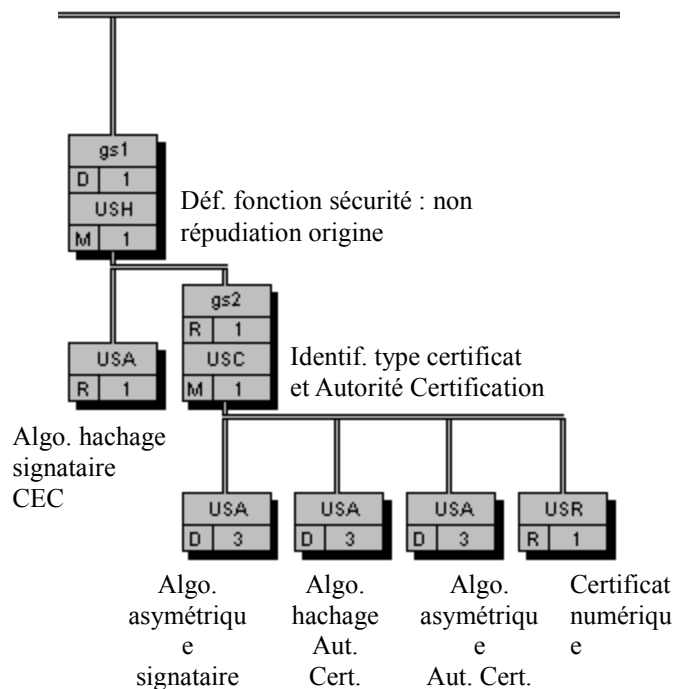 gs1
D 1
USH
M 1
Déf. fonction sécurité : non
répudiation origine
gs2
R 1
USC
M 1
Identif. type certificat
et Autorité Certification
USA
R 1
Algo. hachage
signataire
CEC
USA
D 3
USA
D 3
USA
D 3
USR
R 1
Algo.
asymétriqu
e
signataire
Algo.
hachage
Aut.
Cert.
Algo.
asymétriqu
e
Aut. Cert.
Certificat
numériqu
e